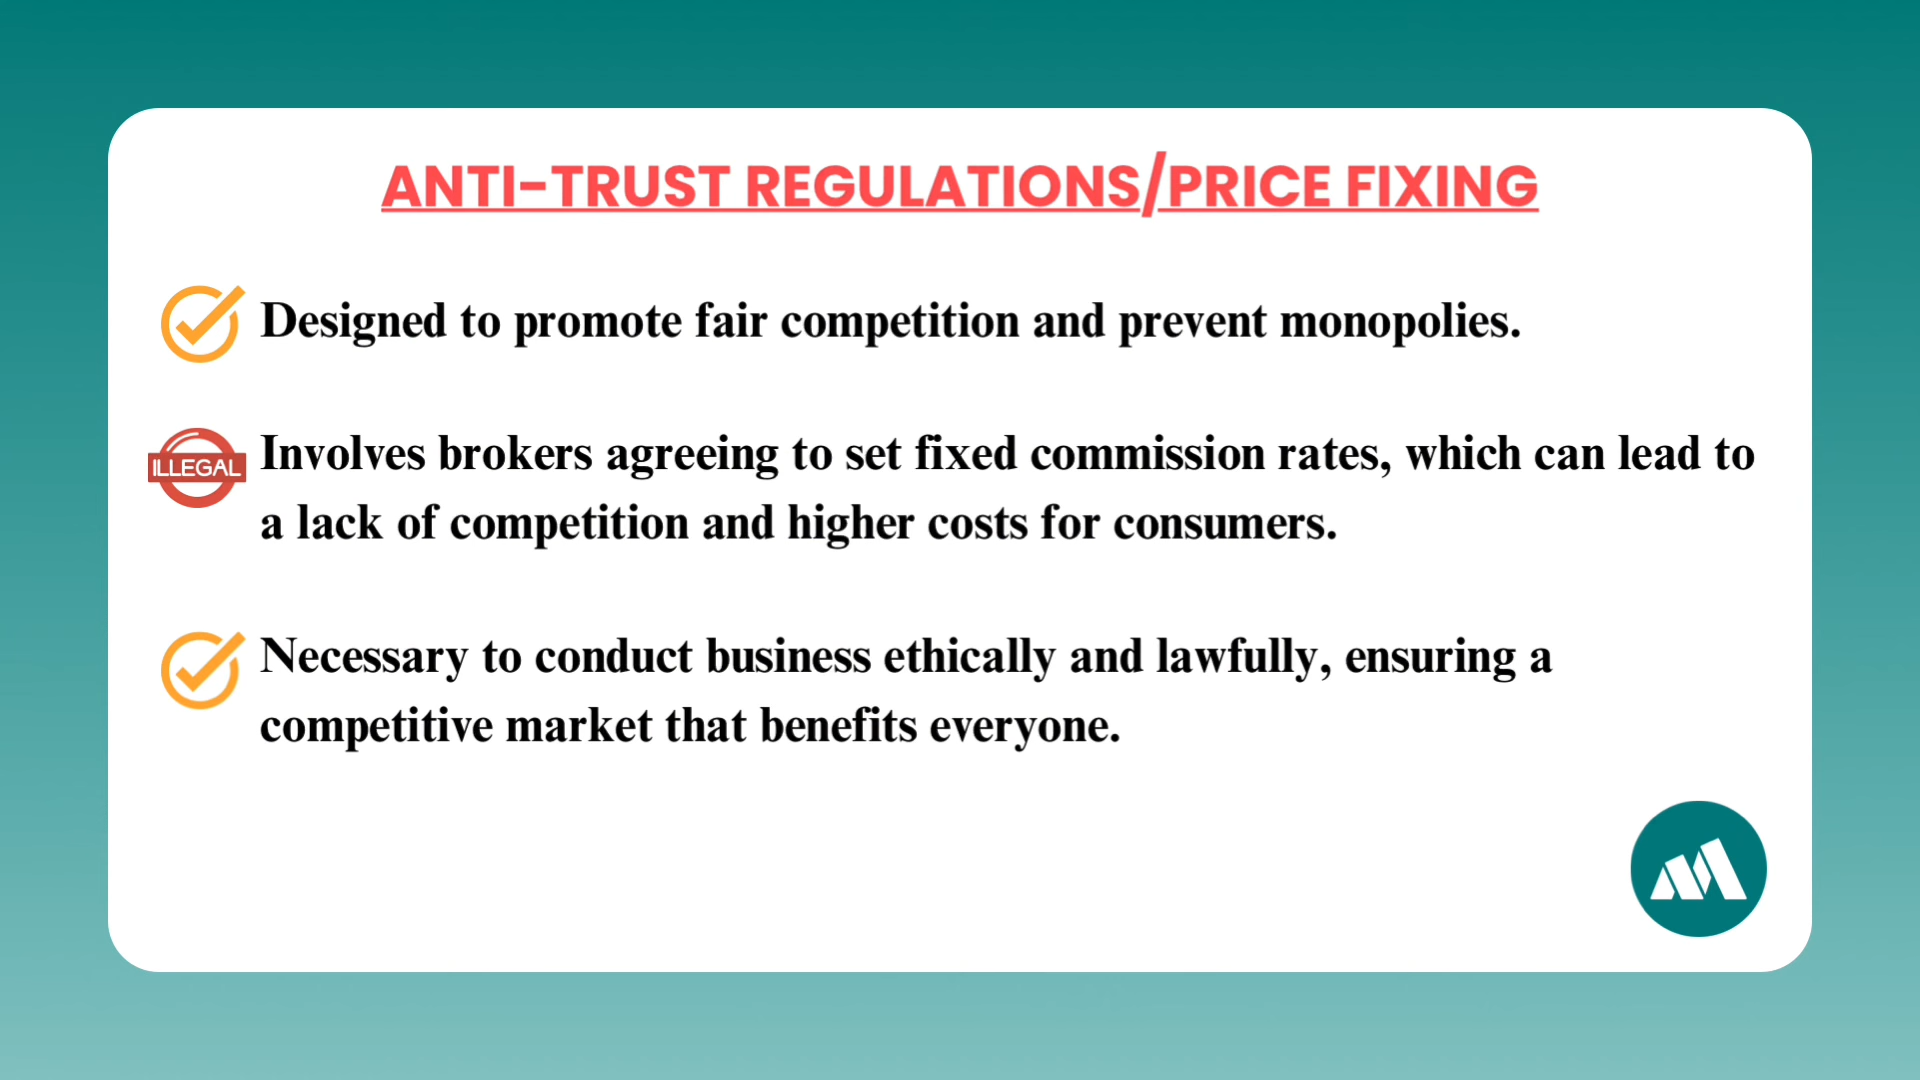 ANTI-TRUST REGULATIONS/PRICE FIXING
Designed to promote fair competition and prevent monopolies.
ILLEGAL
Involves brokers agreeing to set fixed commission rates, which can lead to
a lack of competition and higher costs for consumers.
Necessary to conduct business ethically and lawfully, ensuring a
competitive market that benefits everyone.